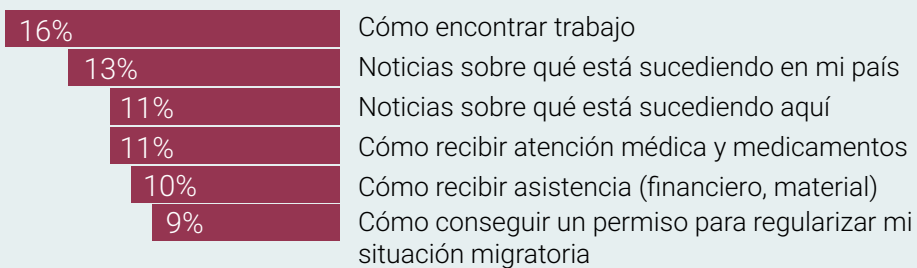 16% Cómo encontrar trabajo
13% Noticias sobre qué está sucediendo en mi país
11% Noticias sobre qué está sucediendo aquí
11% Cómo recibir atención médica y medicamentos
10% Cómo recibir asistencia (financiero, material)
9% Cómo conseguir un permiso para regularizar mi
situación migratoria